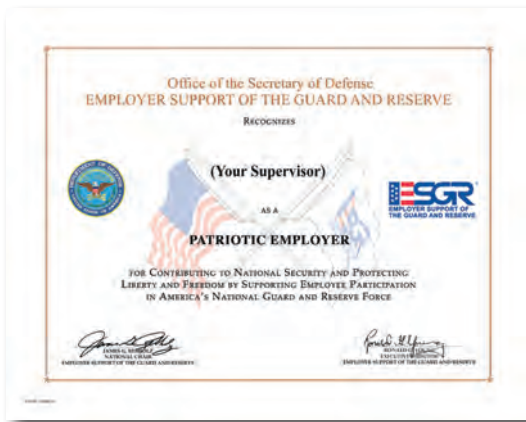 Office of the Secretary of Defense
EMPLOYER SUPPORT OF THE GUARD AND RESERVE
RECOGNIZES
(Your Supervisor)
AS A
PATRIOTIC EMPLOYER
FOR CONTRIBUTING TO NATIONAL SECURITY AND PROTECTING
LIBERTY AND FREEDOM BY SUPPORTING EMPLOYEE PARTICIPATION
IN AMERICA'S NATIONAL GUARD AND RESERVE FORCE
ESGR
EMPLOYER SUPPORT OF
THE GUARD AND RESERVE
JAMES G.
NATIONAL CHAIR
EMPLOYER SUPPORT OF THE GUARD AND RESERVE
RONALD G. YOUNG
EXECUTIVE DIRECTOR
EMPLOYER SUPPORT OF THE GUARD AND RESERVE